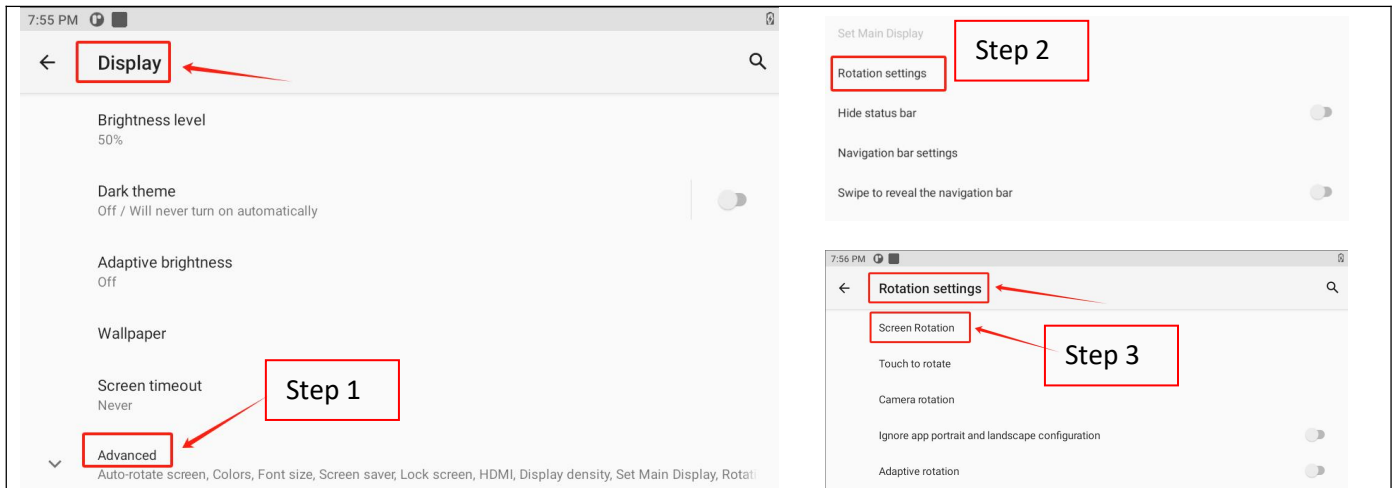 7:55 PM
Display
Brightness level
50%
Dark theme
Off / Will never turn on automatically
Adaptive brightness
Off
Wallpaper
Screen timeout
Never
Step 1
Advanced
Auto-rotate screen, Colors, Font size, Screen saver, Lock screen, HDMI, Display density, Set Main Display, Rotati
Set Main Display
Step 2
Rotation settings
Hide status bar
Navigation bar settings
Swipe to reveal the navigation bar
7:56 PM
Rotation settings
Screen Rotation
Step 3
Touch to rotate
Camera rotation
Ignore app portrait and landscape configuration
Adaptive rotation